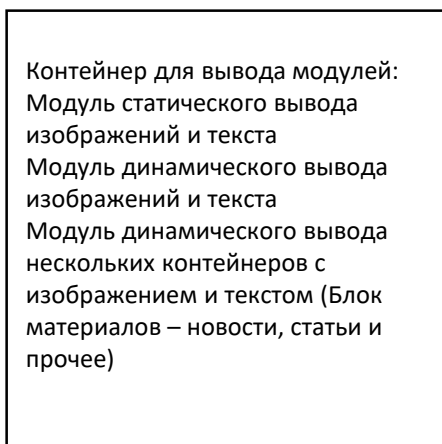 Контейнер для вывода модулей:
Модуль статического вывода
изображений и текста
Модуль динамического вывода
изображений и текста
Модуль динамического вывода
нескольких контейнеров с
изображением и текстом (Блок
материалов – новости, статьи и
прочее)